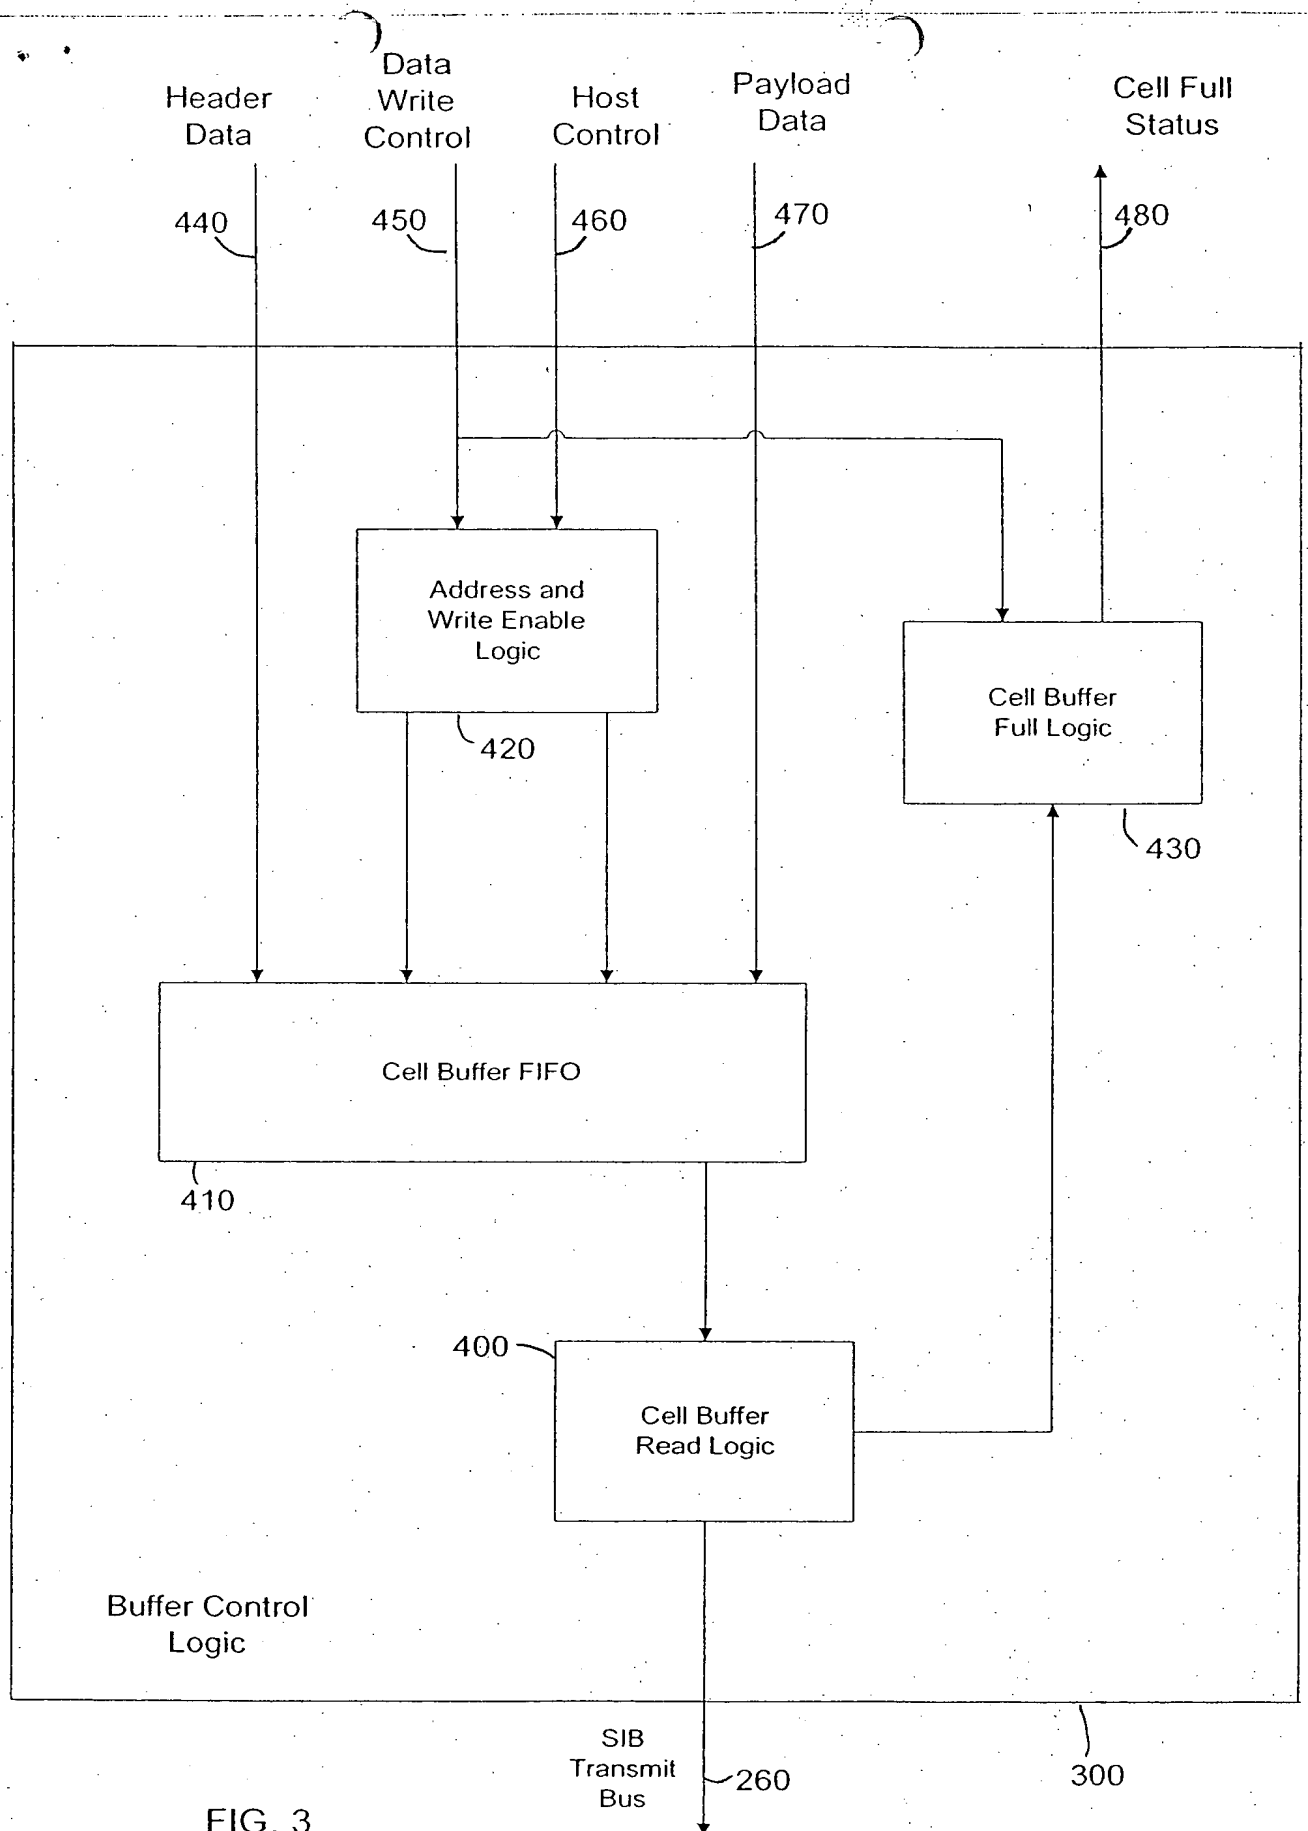 Header
Data
Data
Write
Control
Host
Control
Payload
Data
Cell Full
Status
440
450
460
470
480
Address and
Write Enable
Logic
420
Cell Buffer
Full Logic
430
Cell Buffer FIFO
410
400
Cell Buffer
Read Logic
Buffer Control
Logic
SIB
Transmit
Bus
260
300
FIG. 3